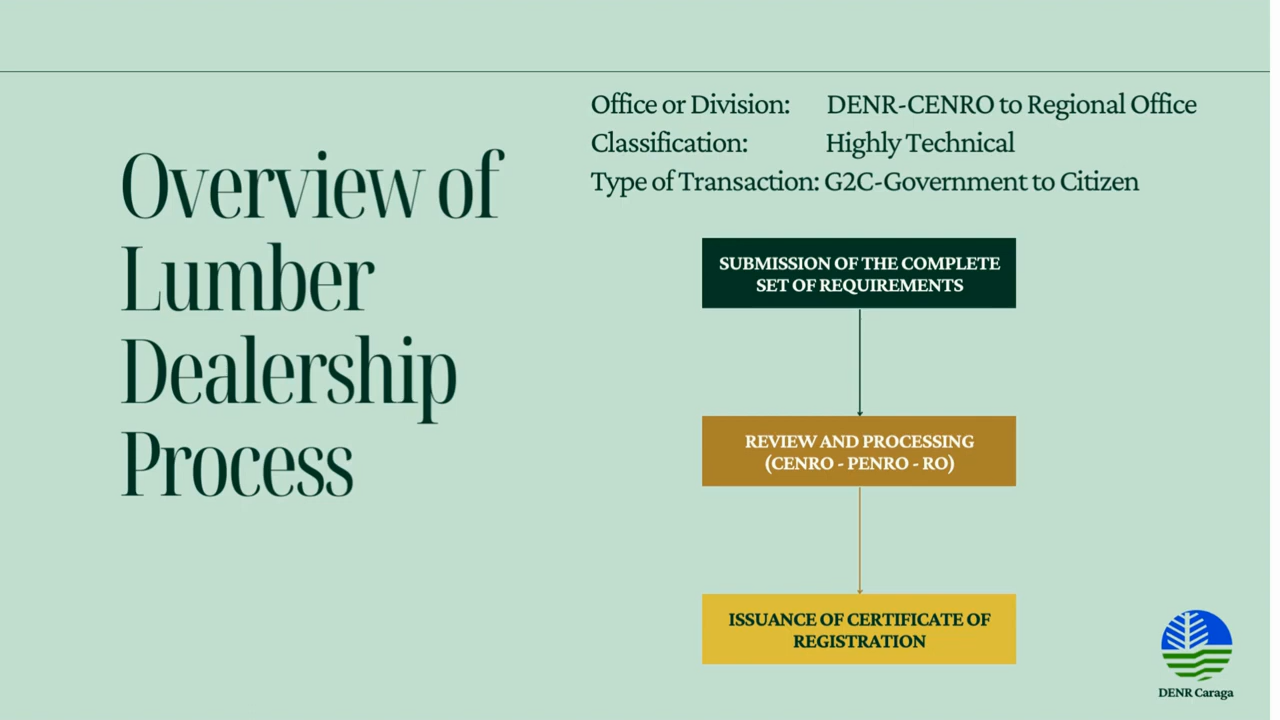 Overview of
Lumber
Dealership
Process
Office or Division: DENR-CENRO to Regional Office
Classification: Highly Technical
Type of Transaction: G2C-Government to Citizen
SUBMISSION OF THE COMPLETE
SET OF REQUIREMENTS
REVIEW AND PROCESSING
(CENRO - PENRO - RO)
ISSUANCE OF CERTIFICATE OF
REGISTRATION
DENR Caraga